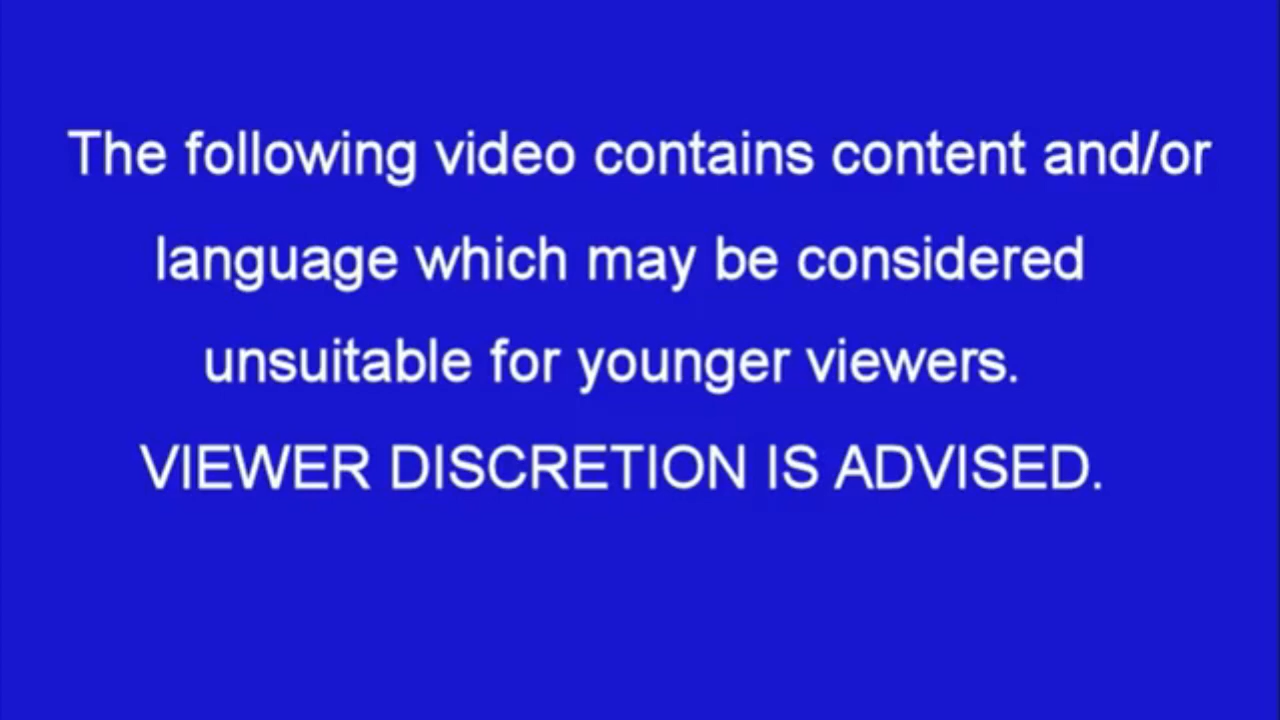 The following video contains content and/or
language which may be considered
unsuitable for younger viewers.
VIEWER DISCRETION IS ADVISED.